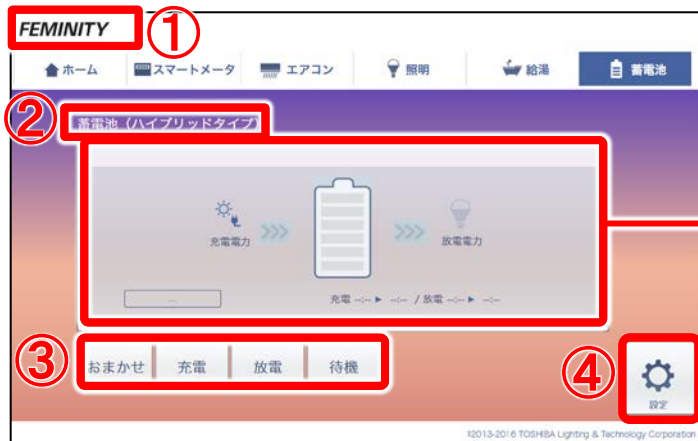 FEMINITY ①
ホーム スマートメータ エアコン 照明 給湯 蓄電池
② 蓄電池（ハイブリッドタイプ）
充電電力 >>> >>> 放電電力
... 充電 --:-- ▶ --:-- / 放電 --:-- ▶ --:--
③ おまかせ 充電 放電 待機 ④
設定
©2013-2016 TOSHIBA Lighting & Technology Corporation